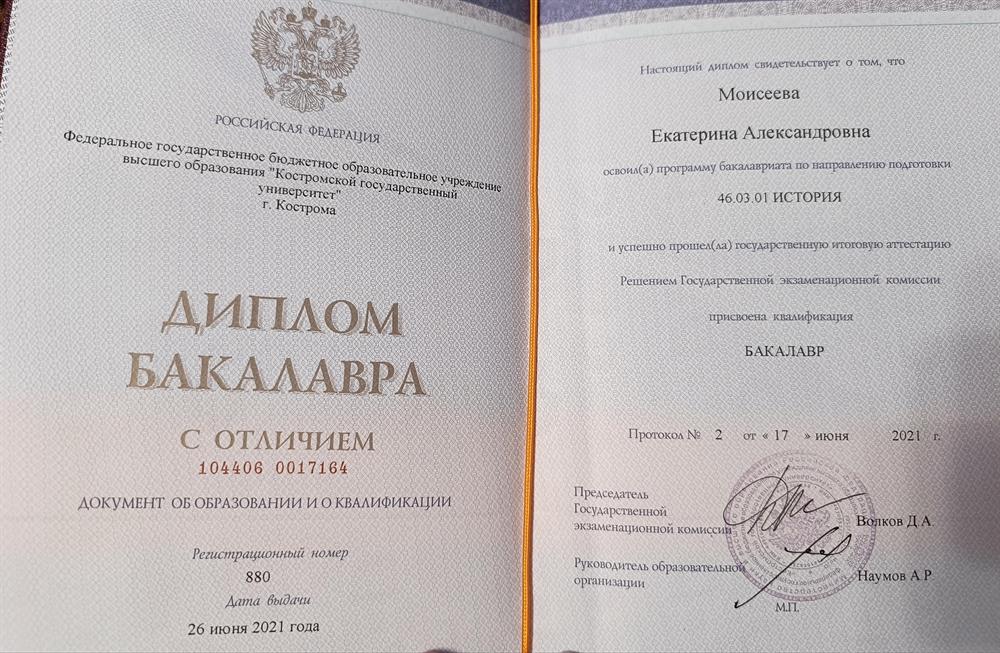 РОССИЙСКАЯ ФЕДЕРАЦИЯ
Федеральное государственное бюджетное образовательное учреждение
высшего образования "Костромской государственный
университет"
г. Кострома
ДИПЛОМ
БАКАЛАВРА
С ОТЛИЧИЕМ
104406 0017164
ДОКУМЕНТ ОБ ОБРАЗОВАНИИ И О КВАЛИФИКАЦИИ
Регистрационный номер
880
Дата выдачи
26 июня 2021 года
Настоящий диплом свидетельствует о том, что
Моисеева
Екатерина Александровна
освоил(а) программу бакалавриата по направлению подготовки
46.03.01 ИСТОРИЯ
и успешно прошел(ла) государственную итоговую аттестацию
Решением Государственной экзаменационной комиссии
присвоена квалификация
БАКАЛАВР
Протокол № 2 от « 17 » июня 2021 г.
Председатель
Государственной
экзаменационной комиссии
Волков Д.А.
Руководитель образовательной
организации
Наумов А.Р
М.П.